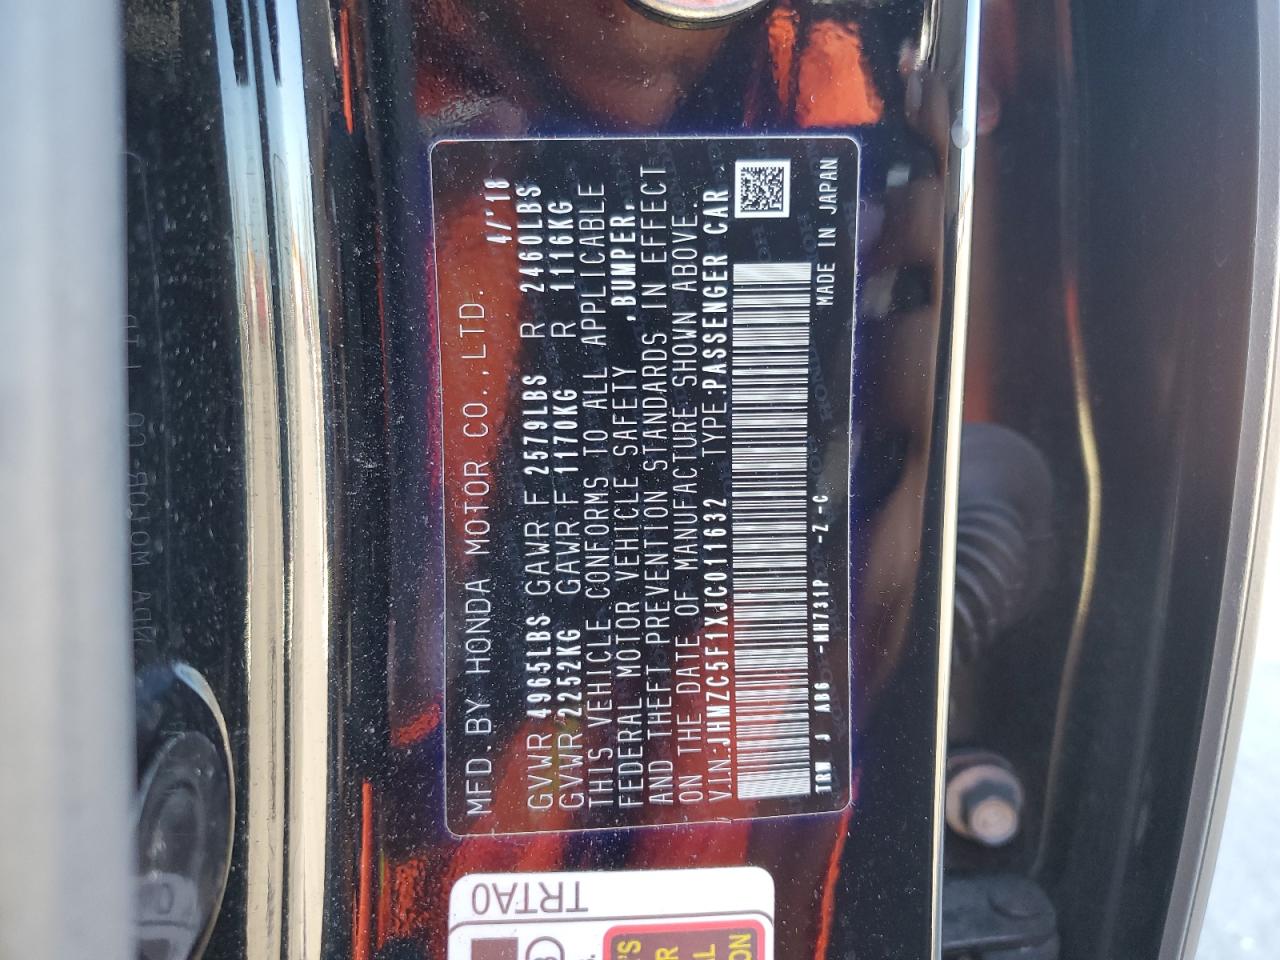 MFD. BY HONDA MOTOR CO., LTD. 4/'18
GVWR 4965LBS GAWR F 2579LBS R 2460LBS
GVWR 2252KG GAWR F 1170KG R 1116KG
THIS VEHICLE CONFORMS TO ALL APPLICABLE
FEDERAL MOTOR VEHICLE SAFETY ,BUMPER,
AND THEFT PREVENTION STANDARDS IN EFFECT
ON THE DATE OF MANUFACTURE SHOWN ABOVE.
V.I.N.:JHMZC5F1XJC011632 TYPE:PASSENGER CAR
TRW J AB6 -NH731P -Z -C MADE IN JAPAN
TRTA0